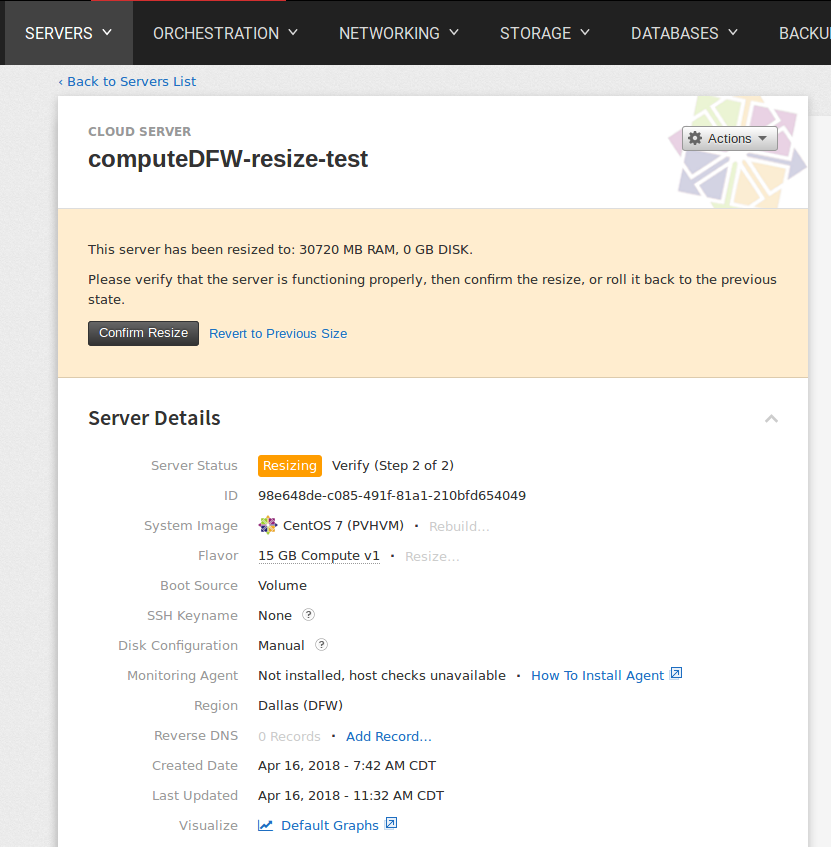 SERVERS ORCHESTRATION NETWORKING STORAGE DATABASES BACKU
‹ Back to Servers List
CLOUD SERVER
Actions
computeDFW-resize-test
This server has been resized to: 30720 MB RAM, 0 GB DISK.
Please verify that the server is functioning properly, then confirm the resize, or roll it back to the previous
state.
Confirm Resize Revert to Previous Size
Server Details
Server Status Resizing Verify (Step 2 of 2)
ID 98e648de-c085-491f-81a1-210bfd654049
System Image CentOS 7 (PVHVM) · Rebuild...
Flavor 15 GB Compute v1 · Resize...
Boot Source Volume
SSH Keyname None ?
Disk Configuration Manual ?
Monitoring Agent Not installed, host checks unavailable · How To Install Agent
Region Dallas (DFW)
Reverse DNS 0 Records · Add Record...
Created Date Apr 16, 2018 - 7:42 AM CDT
Last Updated Apr 16, 2018 - 11:32 AM CDT
Visualize Default Graphs